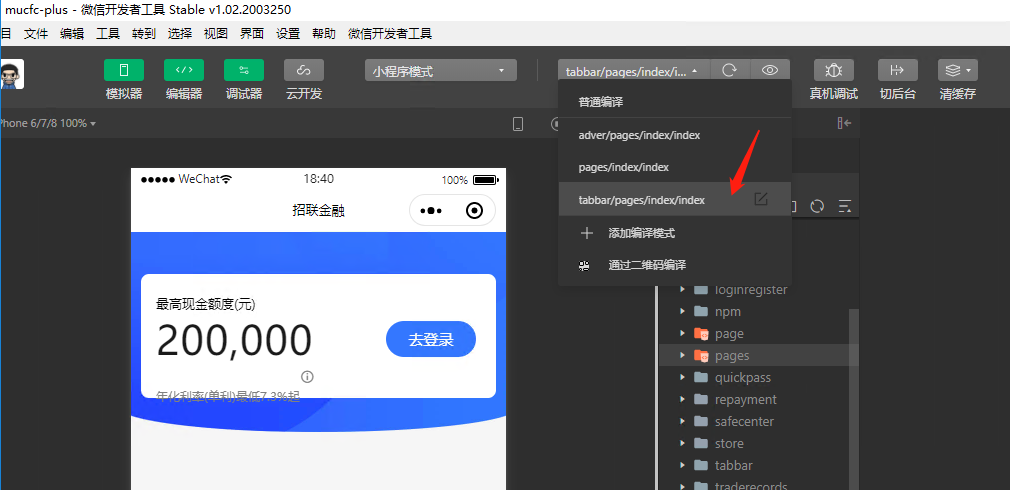 mucfc-plus - 微信开发者工具 Stable v1.02.2003250
目 文件 编辑 工具 转到 选择 视图 界面 设置 帮助 微信开发者工具
小程序模式
tabbar/pages/index/i...
模拟器 编辑器 调试器 云开发
真机调试 切后台 清缓存
普通编译
Phone 6/7/8 100%
adver/pages/index/index
pages/index/index
tabbar/pages/index/index
添加编译模式
通过二维码编译
WeChat 18:40 100%
招联金融
最高现金额度(元)
200,000
去登录
年化利率(单利)最低7.3%起
loginregister
npm
page
pages
quickpass
repayment
safecenter
store
tabbar
traderecords